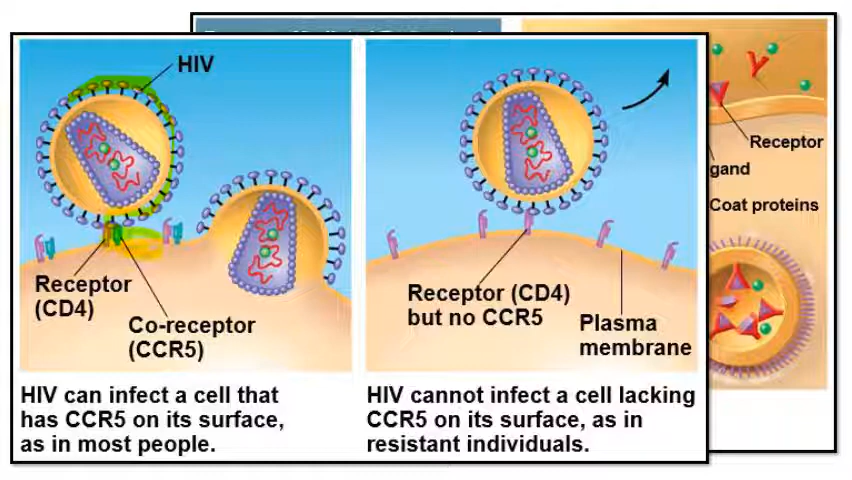 HIV
Receptor
(CD4)
Co-receptor
(CCR5)
HIV can infect a cell that
has CCR5 on its surface,
as in most people.
Receptor (CD4)
but no CCR5
Plasma
membrane
HIV cannot infect a cell lacking
CCR5 on its surface, as in
resistant individuals.
Receptor
gand
Coat proteins